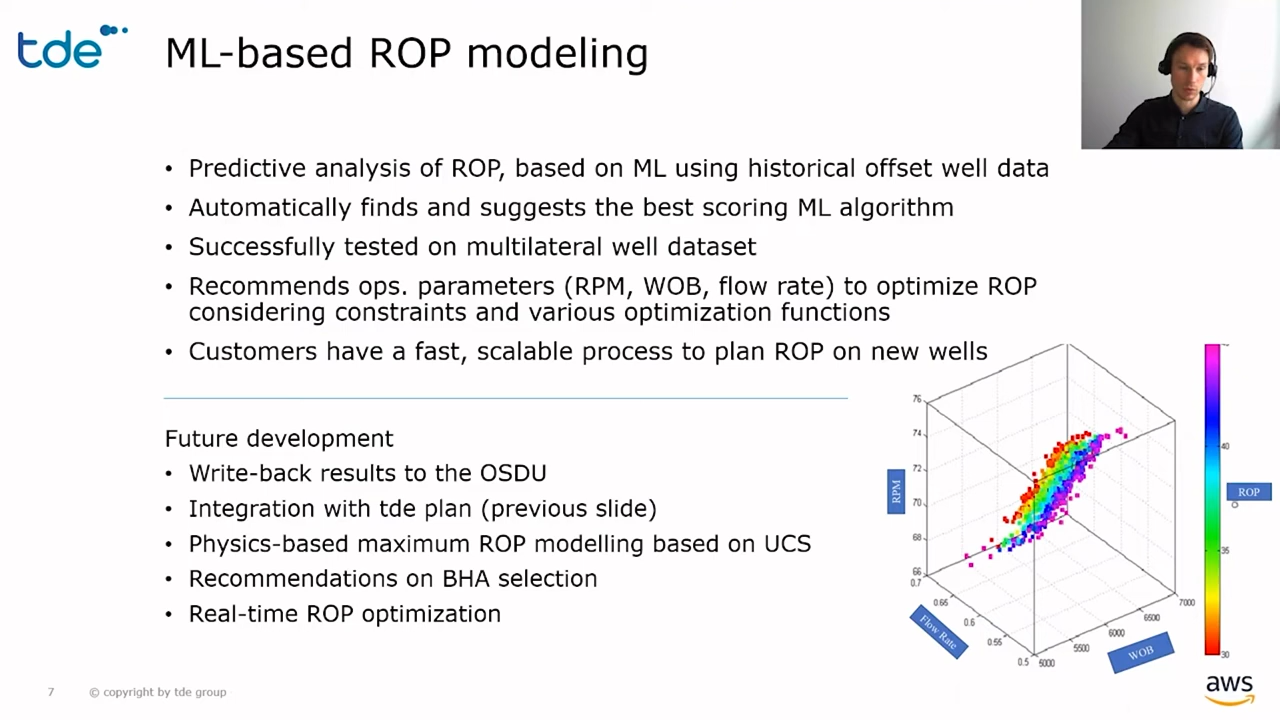 tde
ML-based ROP modeling
• Predictive analysis of ROP, based on ML using historical offset well data
• Automatically finds and suggests the best scoring ML algorithm
• Successfully tested on multilateral well dataset
• Recommends ops. parameters (RPM, WOB, flow rate) to optimize ROP
considering constraints and various optimization functions
• Customers have a fast, scalable process to plan ROP on new wells
Future development
• Write-back results to the OSDU
• Integration with tde plan (previous slide)
• Physics-based maximum ROP modelling based on UCS
• Recommendations on BHA selection
• Real-time ROP optimization
RPM
76
74
72
70
68
66
0.7
0.65
0.6
0.55
0.5
Flow Rate
5000
5500
6000
6500
7000
WOB
40
35
30
ROP
7 © copyright by tde group
aws